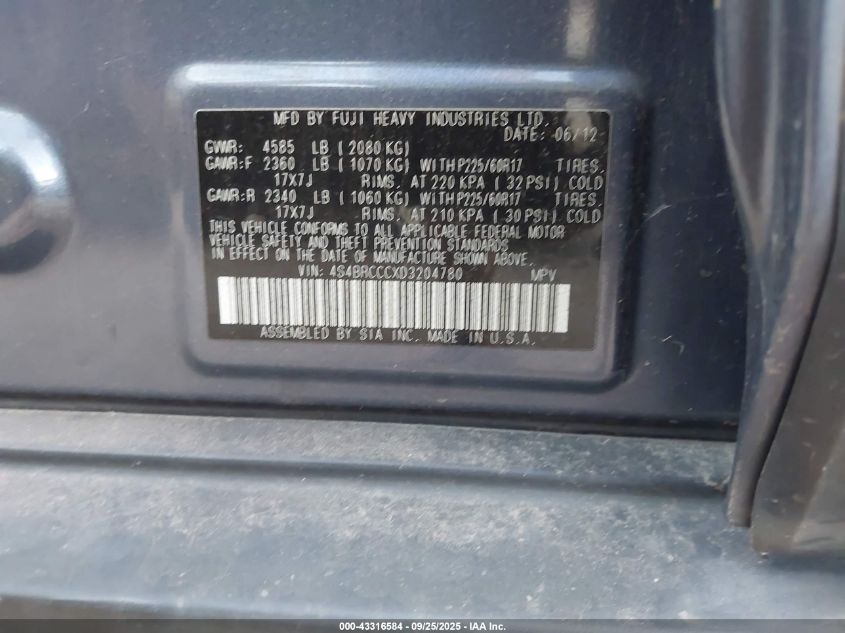 MFD BY FUJI HEAVY INDUSTRIES LTD.
DATE: 06/12
GVWR: 4585 LB ( 2080 KG)
GAWR:F 2360 LB ( 1070 KG) WITH P225/60R17 TIRES.
17X7J RIMS. AT 220 KPA ( 32 PSI) COLD
GAWR:R 2340 LB ( 1060 KG) WITH P225/60R17 TIRES.
17X7J RIMS. AT 210 KPA ( 30 PSI) COLD
THIS VEHICLE CONFORMS TO ALL APPLICABLE FEDERAL MOTOR
VEHICLE SAFETY AND THEFT PREVENTION STANDARDS
IN EFFECT ON THE DATE OF MANUFACTURE SHOWN ABOVE.
VIN: 4S4BRCCCXD3204780 MPV
ASSEMBLED BY SIA INC. MADE IN U.S.A.
000-43316584 - 09/25/2025 - IAA Inc.